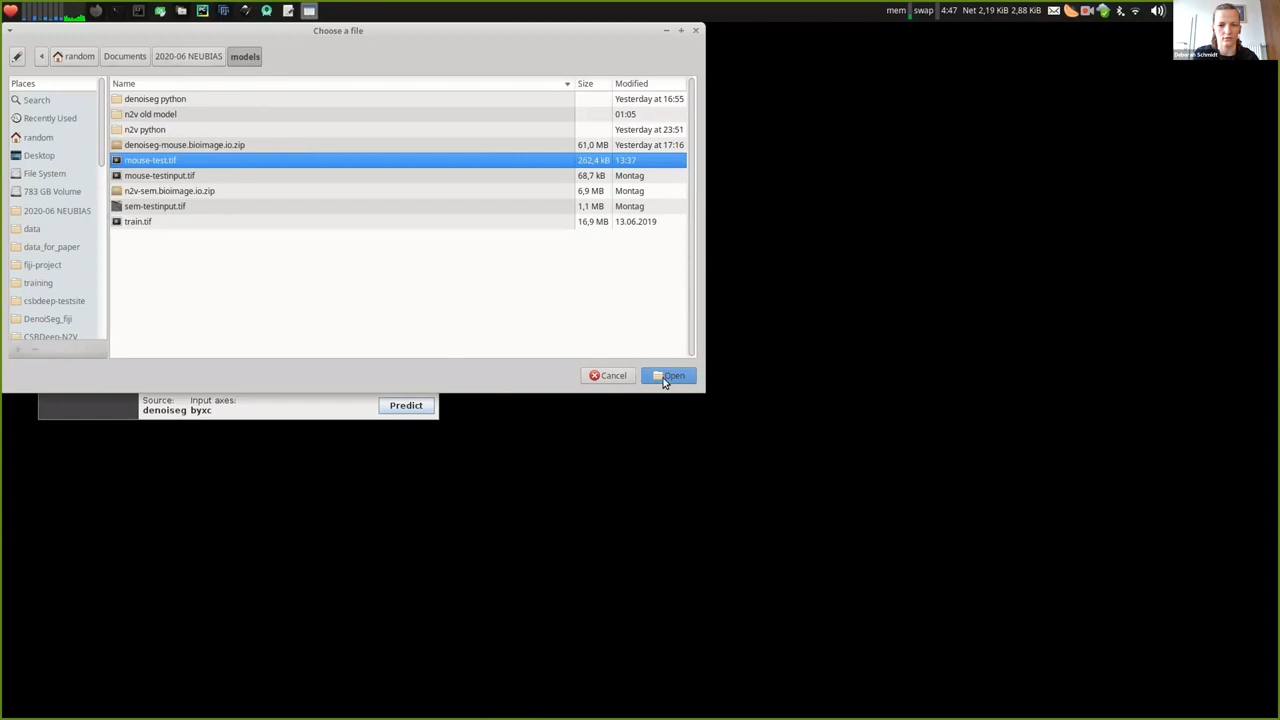 mem swap 4:47 Net 2,19 KiB 2,88 KiB
Deborah Schmidt
Choose a file
random Documents 2020-06 NEUBIAS models
Places
Search
Recently Used
random
Desktop
File System
783 GB Volume
2020-06 NEUBIAS
data
data_for_paper
fiji-project
training
csbdeep-testsite
DenoiSeg_fiji
CSBDeep-N2V
Name Size Modified
denoiseg python Yesterday at 16:55
n2v old model 01:05
n2v python Yesterday at 23:51
denoiseg-mouse.bioimage.io.zip 61,0 MB Yesterday at 17:16
mouse-test.tif 262,4 kB 13:37
mouse-testinput.tif 68,7 kB Montag
n2v-sem.bioimage.io.zip 6,9 MB Montag
sem-testinput.tif 1,1 MB Montag
train.tif 16,9 MB 13.06.2019
Cancel Open
Source: Input axes:
denoiseg byxc
Predict